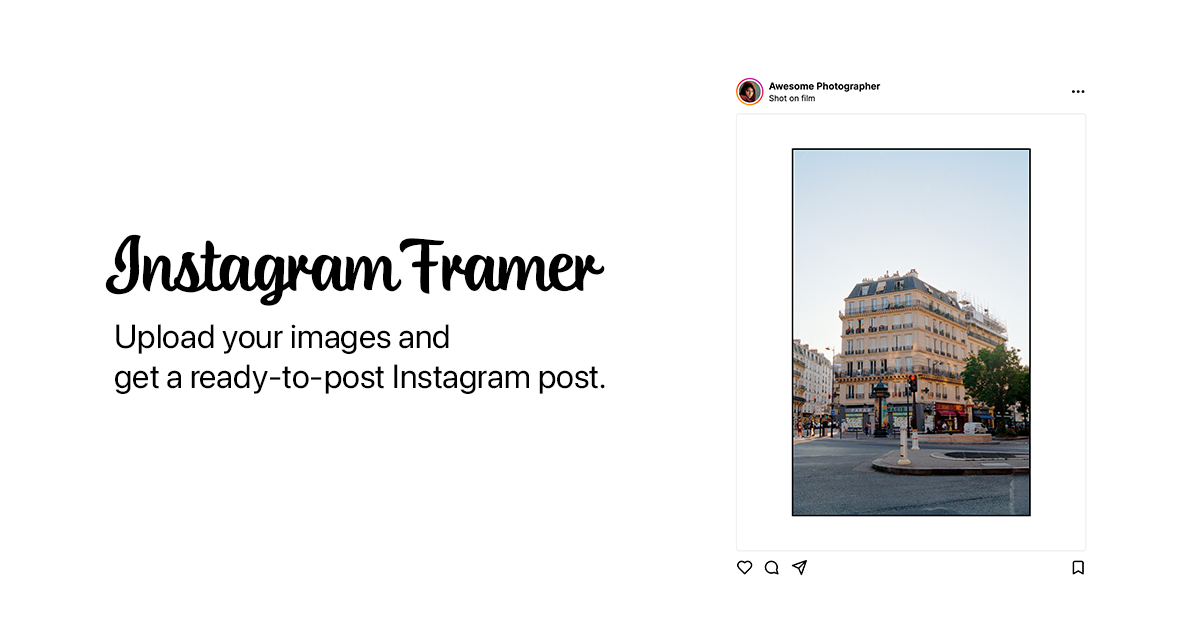 Instagram Framer
Upload your images and
get a ready-to-post Instagram post.
Awesome Photographer
Shot on film